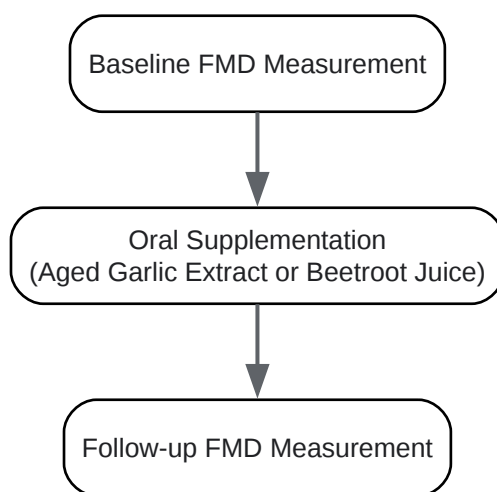 Baseline FMD Measurement
Oral Supplementation
(Aged Garlic Extract or Beetroot Juice)
Follow-up FMD Measurement